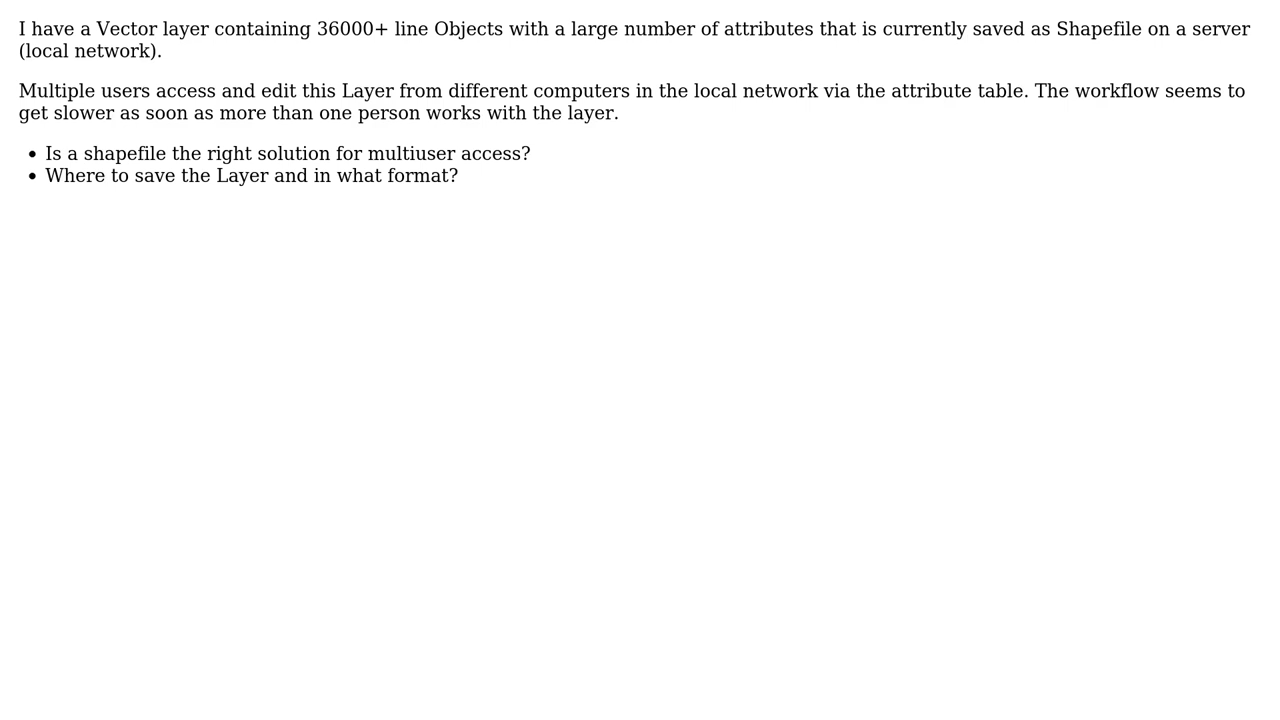 I have a Vector layer containing 36000+ line Objects with a large number of attributes that is currently saved as Shapefile on a server
(local network).
Multiple users access and edit this Layer from different computers in the local network via the attribute table. The workflow seems to
get slower as soon as more than one person works with the layer.
• Is a shapefile the right solution for multiuser access?
• Where to save the Layer and in what format?